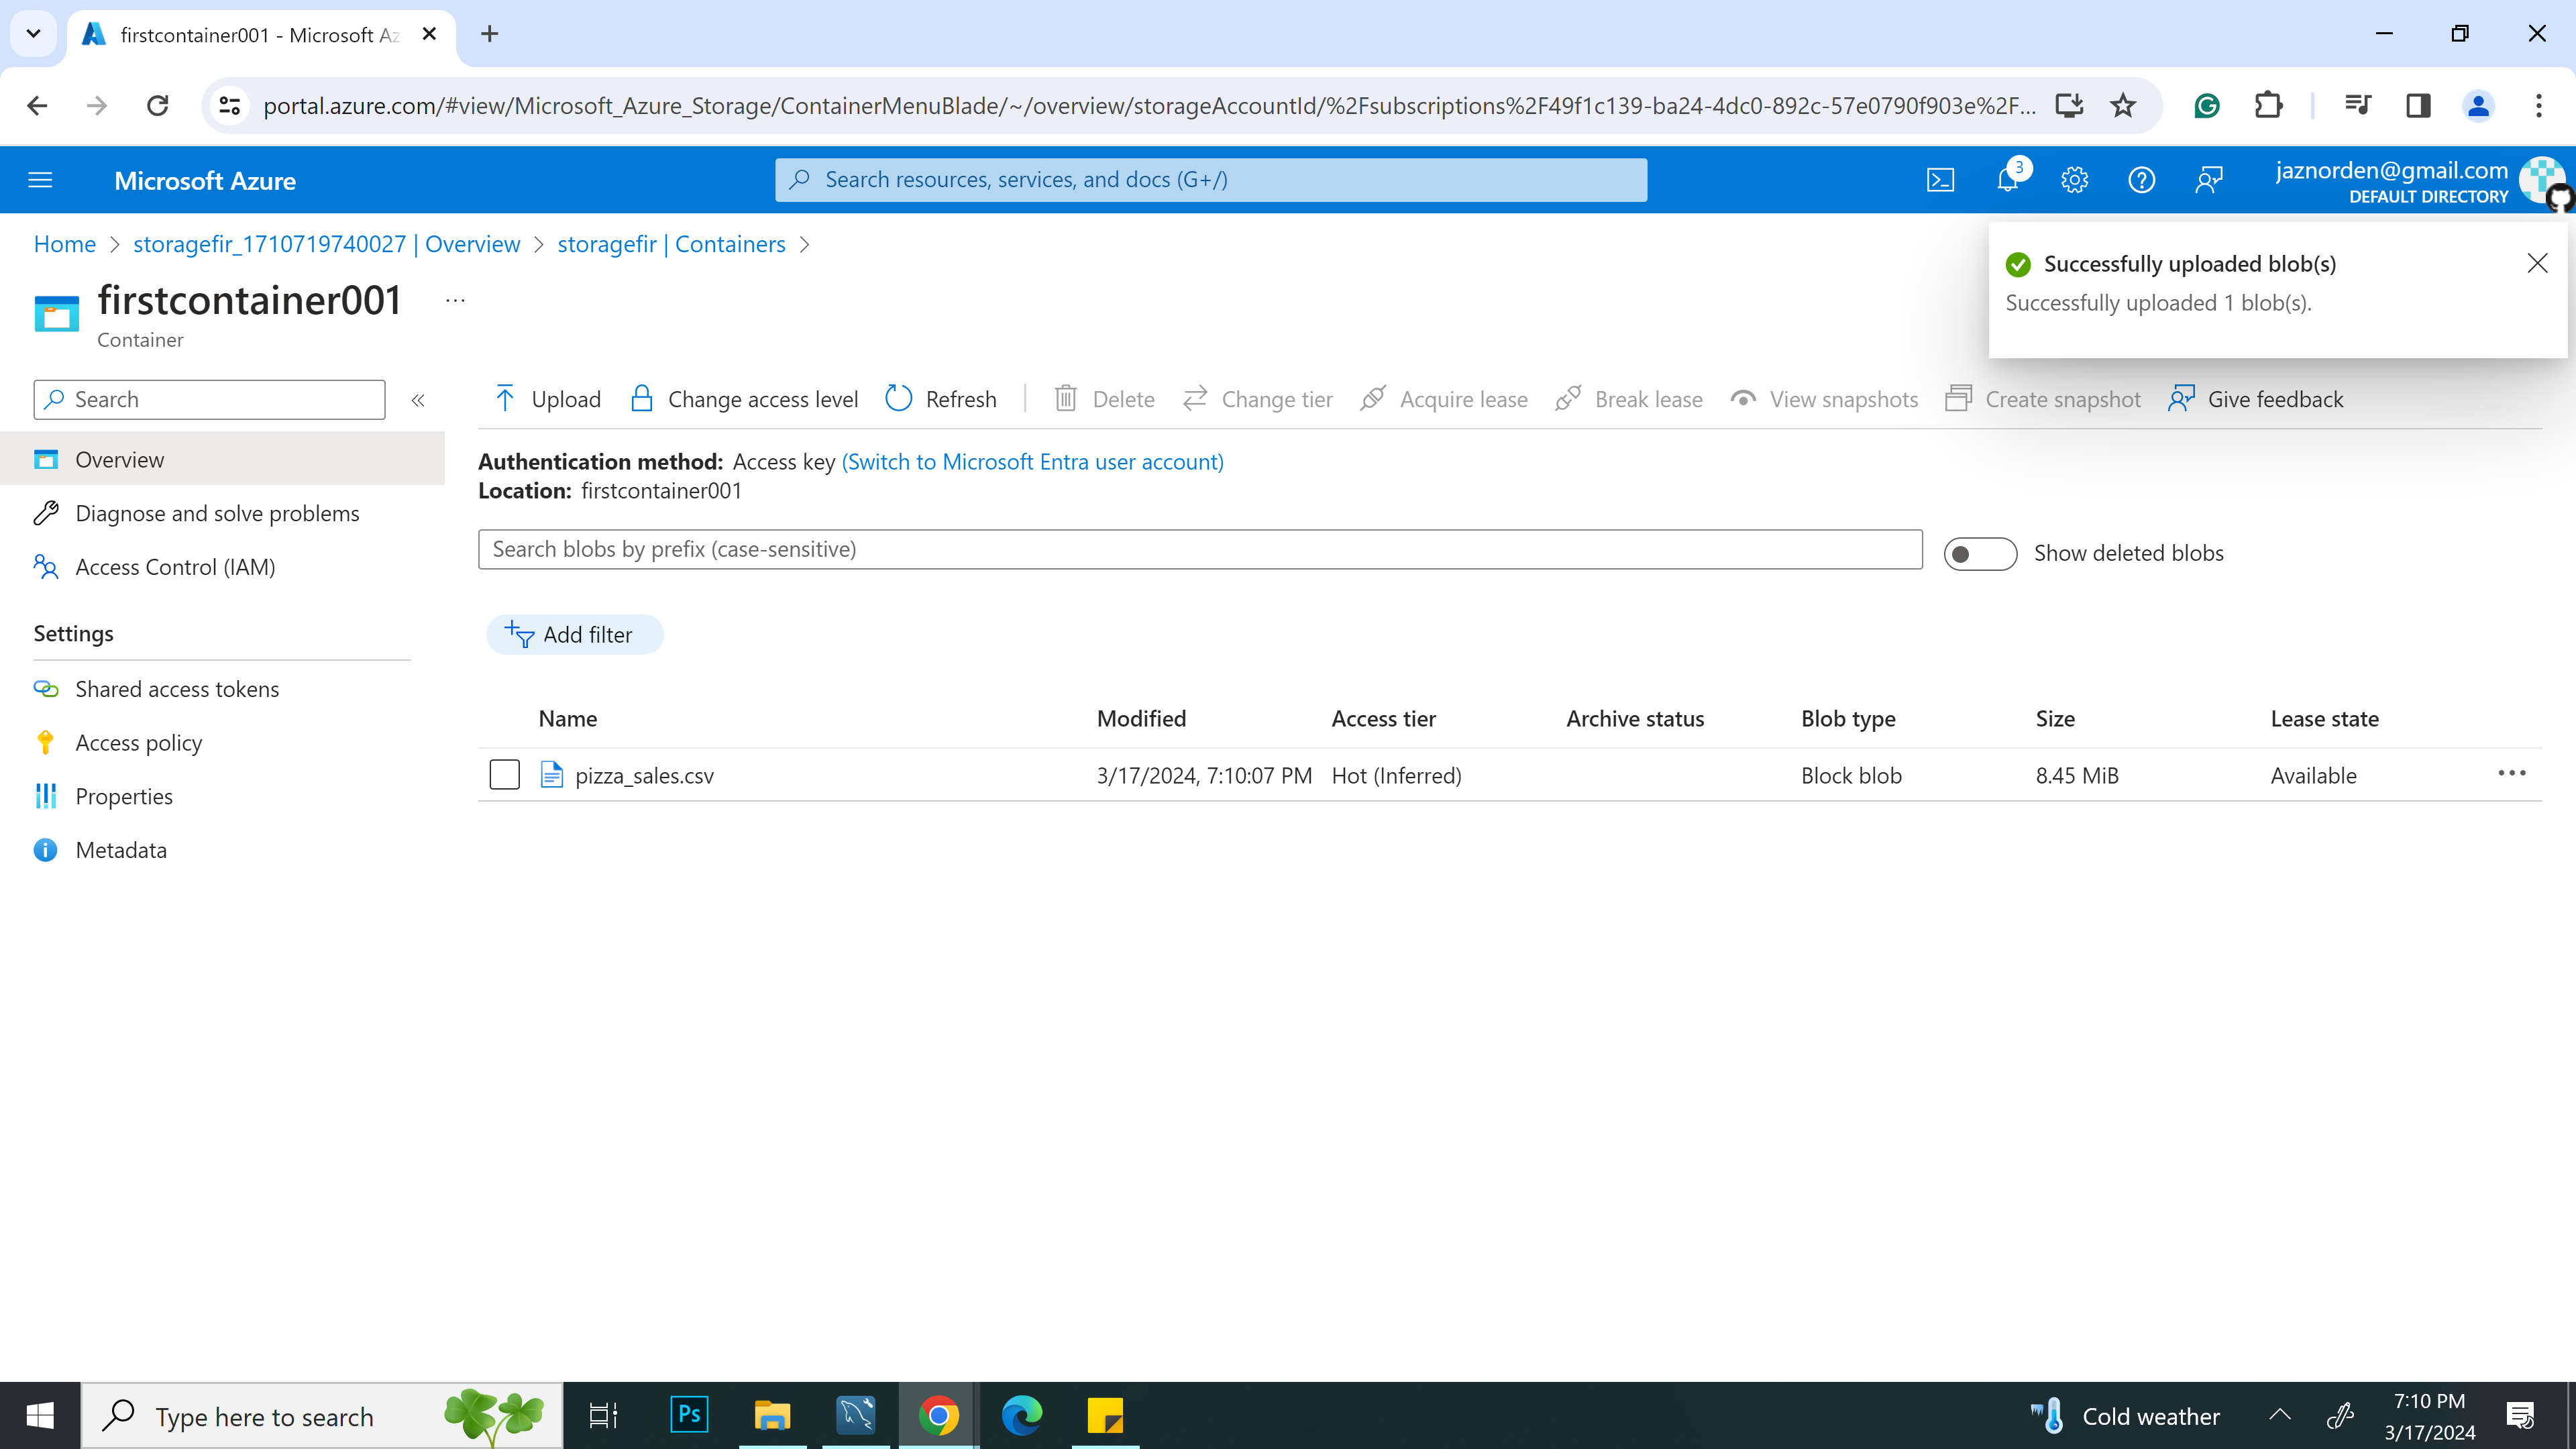 firstcontainer001 - Microsoft Az
portal.azure.com/#view/Microsoft_Azure_Storage/ContainerMenuBlade/~/overview/storageAccountId/%2Fsubscriptions%2F49f1c139-ba24-4dc0-892c-57e0790f903e%2F...
Microsoft Azure
Search resources, services, and docs (G+/)
3
jaznorden@gmail.com
DEFAULT DIRECTORY
Home > storagefir_1710719740027 | Overview > storagefir | Containers >
Successfully uploaded blob(s)
Successfully uploaded 1 blob(s).
firstcontainer001 ...
Container
Search «
Upload Change access level Refresh Delete Change tier Acquire lease Break lease View snapshots Create snapshot Give feedback
Overview
Diagnose and solve problems
Access Control (IAM)
Settings
Shared access tokens
Access policy
Properties
Metadata
Authentication method: Access key (Switch to Microsoft Entra user account)
Location: firstcontainer001
Search blobs by prefix (case-sensitive)
Show deleted blobs
Add filter
Name Modified Access tier Archive status Blob type Size Lease state
pizza_sales.csv 3/17/2024, 7:10:07 PM Hot (Inferred) Block blob 8.45 MiB Available ...
Type here to search
Ps
Cold weather
7:10 PM
3/17/2024